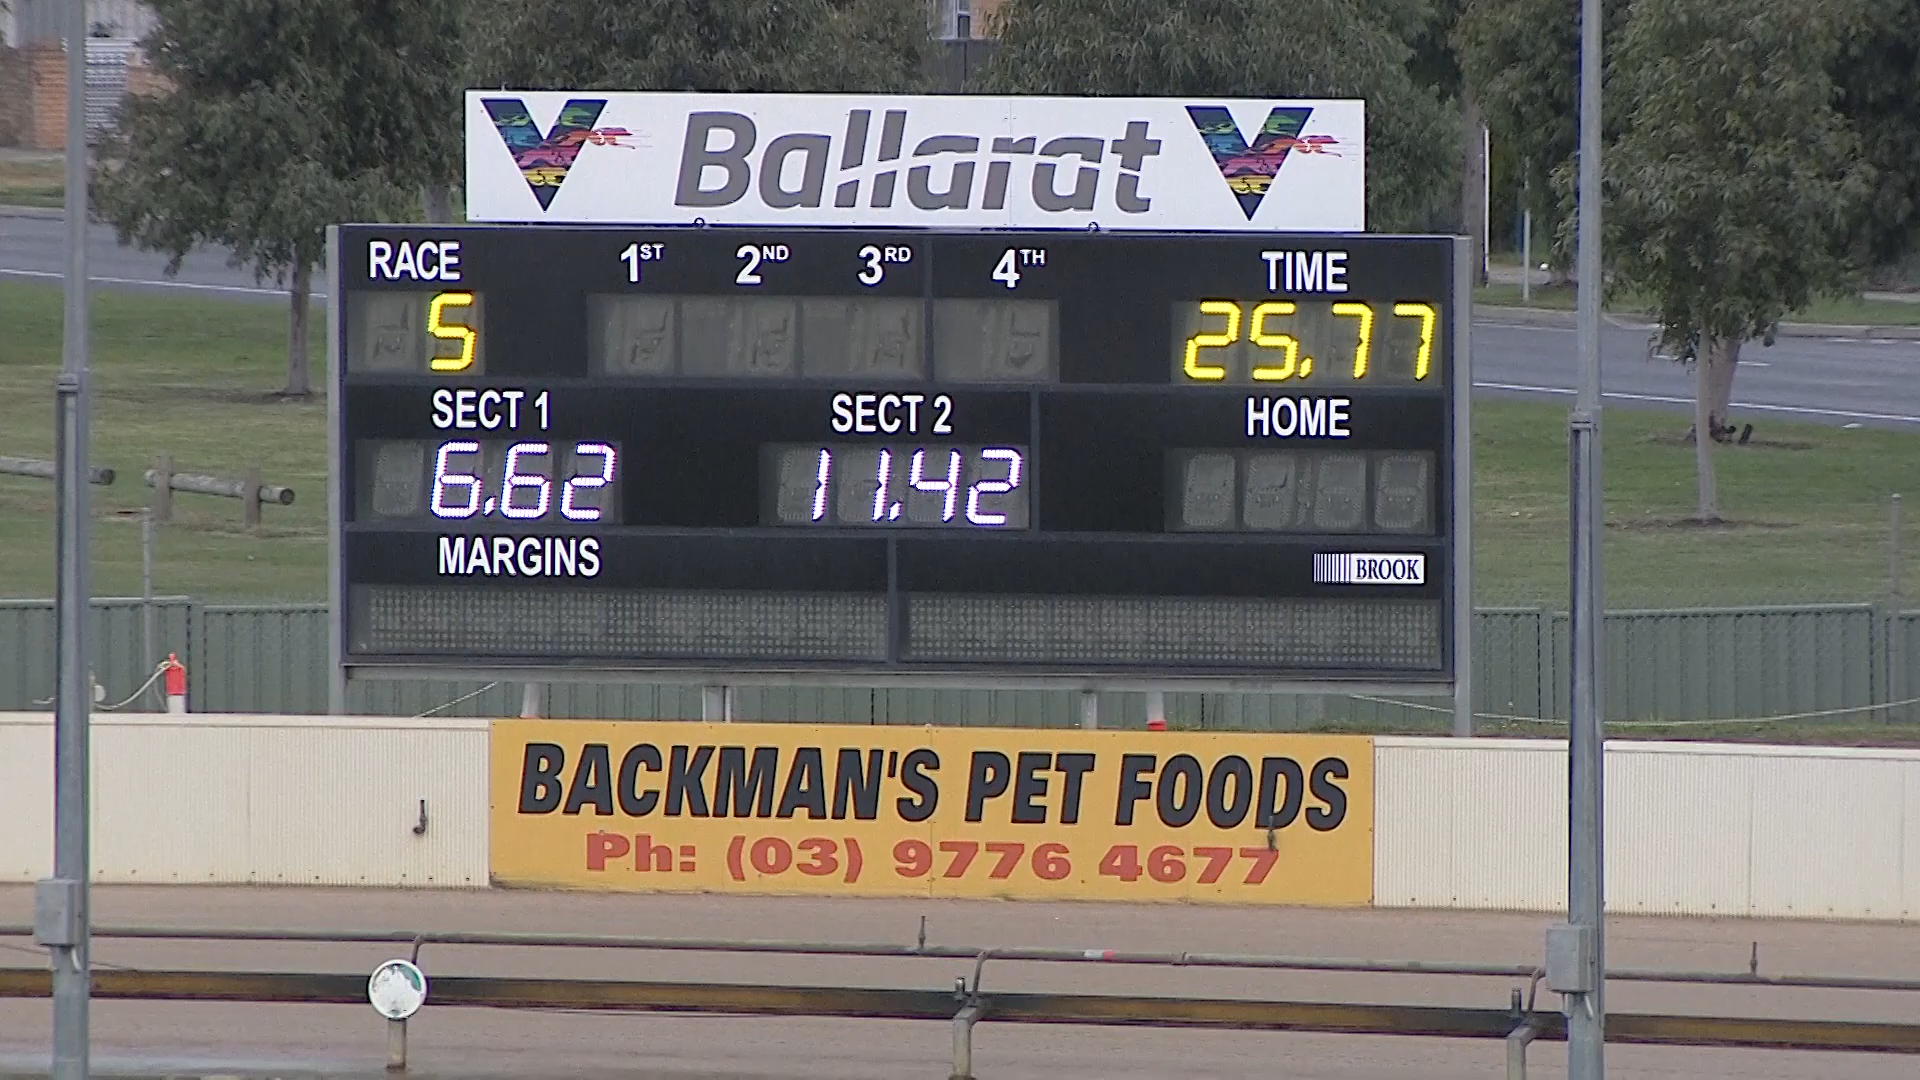 Ballarat
RACE 1ST 2ND 3RD 4TH TIME
5 25.77
SECT 1 SECT 2 HOME
6.62 11.42
MARGINS BROOK
BACKMAN'S PET FOODS
Ph: (03) 9776 4677